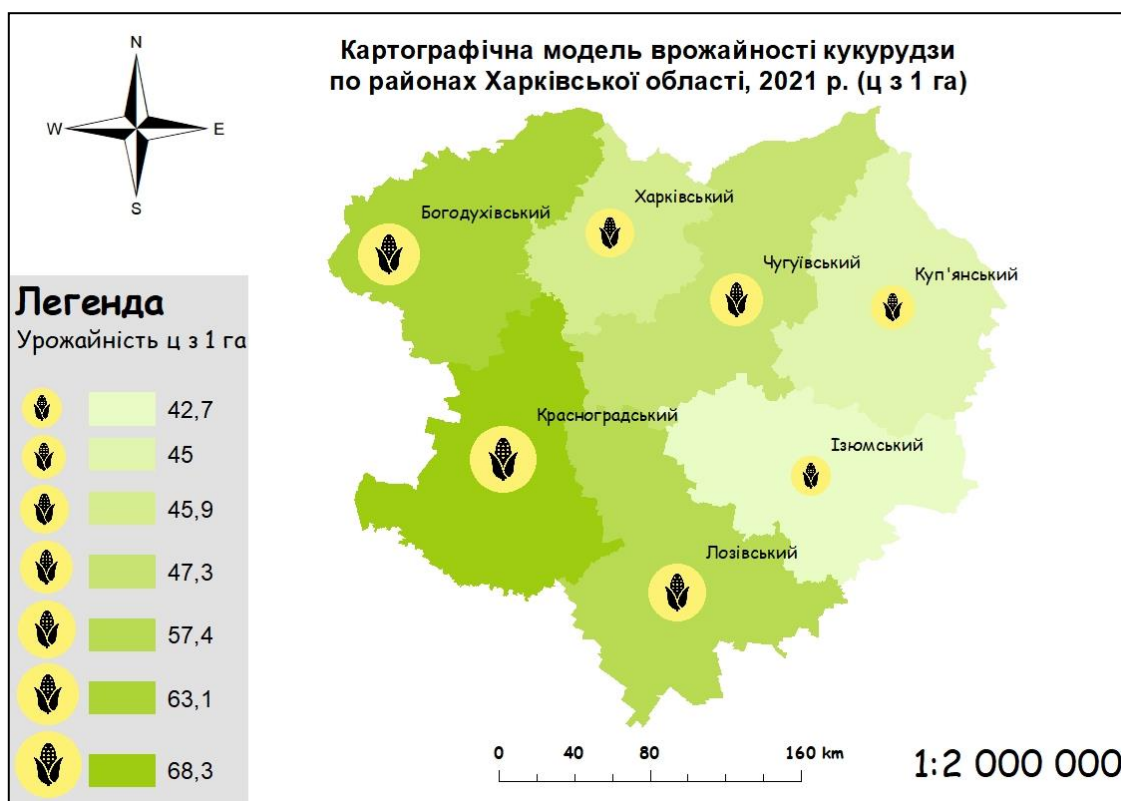 Картографічна модель врожайності кукурудзи
по районах Харківської області, 2021 р. (ц з 1 га)
N
W
E
S
Богодухівський
Харківський
Чугуївський
Куп'янський
Красноградський
Ізюмський
Лозівський
Легенда
Урожайність ц з 1 га
42,7
45
45,9
47,3
57,4
63,1
68,3
0 40 80 160 km
1:2 000 000